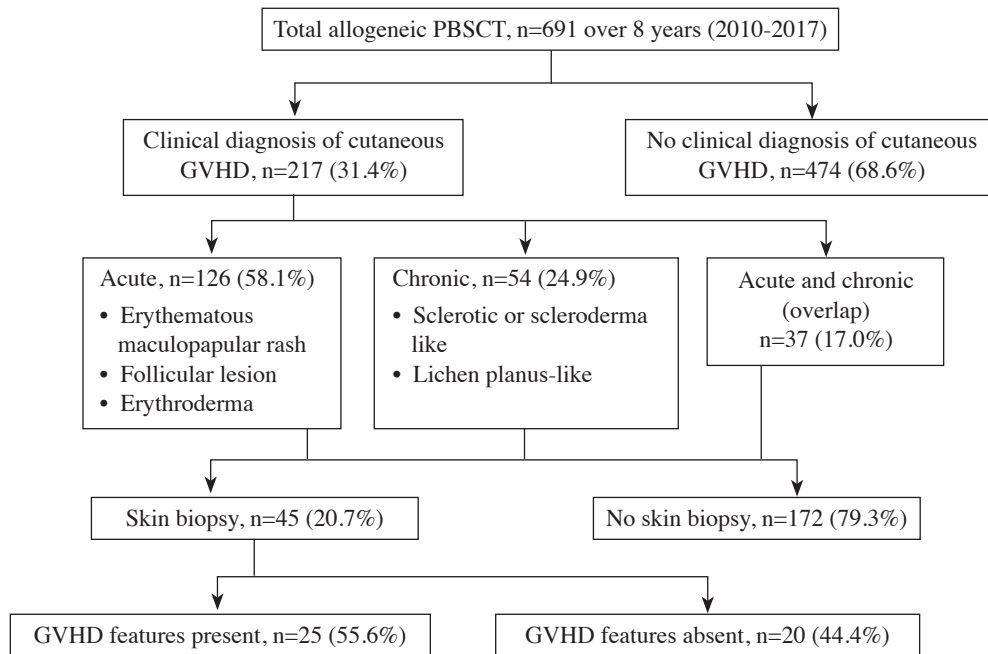 Total allogeneic PBSCT, n=691 over 8 years (2010-2017)
Clinical diagnosis of cutaneous
GVHD, n=217 (31.4%)
No clinical diagnosis of cutaneous
GVHD, n=474 (68.6%)
Acute, n=126 (58.1%)
• Erythematous
maculopapular rash
• Follicular lesion
• Erythroderma
Chronic, n=54 (24.9%)
• Sclerotic or scleroderma
like
• Lichen planus-like
Acute and chronic
(overlap)
n=37 (17.0%)
Skin biopsy, n=45 (20.7%)
No skin biopsy, n=172 (79.3%)
GVHD features present, n=25 (55.6%)
GVHD features absent, n=20 (44.4%)